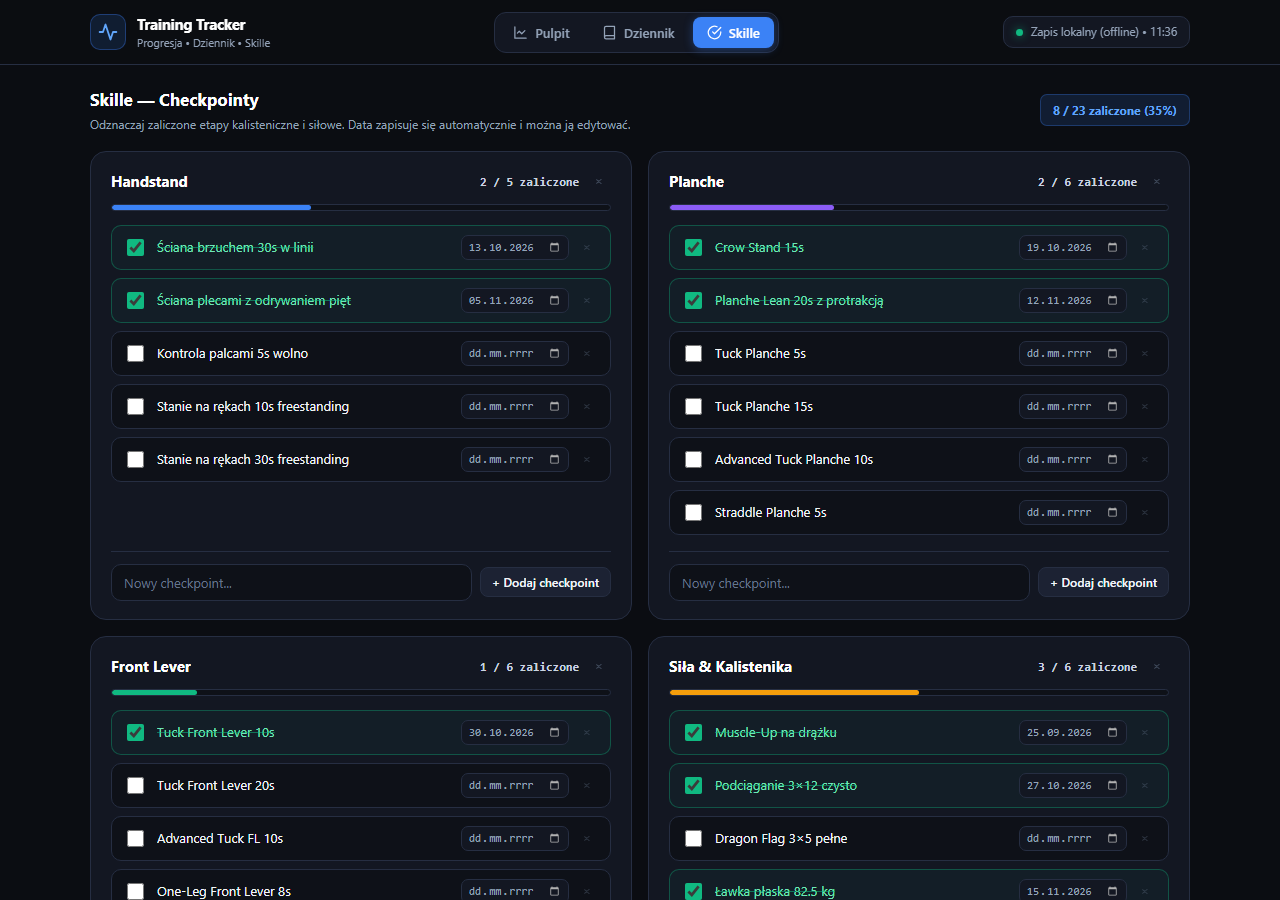 Training Tracker
Progresja • Dziennik • Skille
Pulpit
Dziennik
Skille
Zapis lokalny (offline) • 11:36
Skille — Checkpointy
Odznaczaj zaliczone etapy kalisteniczne i siłowe. Data zapisuje się automatycznie i można ją edytować.
8 / 23 zaliczone (35%)
Handstand
2 / 5 zaliczone ×
Ściana brzuchem 30s w linii 13.10.2026 ×
Ściana plecami z odrywaniem pięt 05.11.2026 ×
Kontrola palcami 5s wolno dd.mm.rrrr ×
Stanie na rękach 10s freestanding dd.mm.rrrr ×
Stanie na rękach 30s freestanding dd.mm.rrrr ×
Nowy checkpoint... + Dodaj checkpoint
Planche
2 / 6 zaliczone ×
Crow Stand 15s 19.10.2026 ×
Planche Lean 20s z protrakcją 12.11.2026 ×
Tuck Planche 5s dd.mm.rrrr ×
Tuck Planche 15s dd.mm.rrrr ×
Advanced Tuck Planche 10s dd.mm.rrrr ×
Straddle Planche 5s dd.mm.rrrr ×
Nowy checkpoint... + Dodaj checkpoint
Front Lever
1 / 6 zaliczone ×
Tuck Front Lever 10s 30.10.2026 ×
Tuck Front Lever 20s dd.mm.rrrr ×
Advanced Tuck FL 10s dd.mm.rrrr ×
One-Leg Front Lever 8s dd.mm.rrrr ×
Siła & Kalistenika
3 / 6 zaliczone ×
Muscle-Up na drążku 25.09.2026 ×
Podciąganie 3×12 czysto 27.10.2026 ×
Dragon Flag 3×5 pełne dd.mm.rrrr ×
Ławka płaska 82.5 kg 15.11.2026 ×